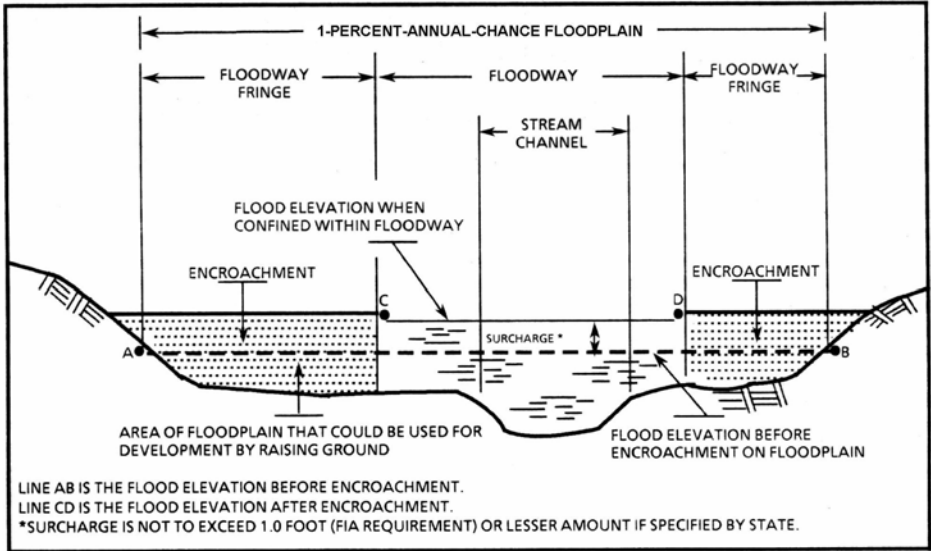 1-PERCENT-ANNUAL-CHANCE FLOODPLAIN
FLOODWAY
FRINGE
FLOODWAY
FLOODWAY
FRINGE
STREAM
CHANNEL
FLOOD ELEVATION WHEN
CONFINED WITHIN FLOODWAY
ENCROACHMENT
ENCROACHMENT
C
D
SURCHARGE *
A
B
AREA OF FLOODPLAIN THAT COULD BE USED FOR
DEVELOPMENT BY RAISING GROUND
FLOOD ELEVATION BEFORE
ENCROACHMENT ON FLOODPLAIN
LINE AB IS THE FLOOD ELEVATION BEFORE ENCROACHMENT.
LINE CD IS THE FLOOD ELEVATION AFTER ENCROACHMENT.
*SURCHARGE IS NOT TO EXCEED 1.0 FOOT (FIA REQUIREMENT) OR LESSER AMOUNT IF SPECIFIED BY STATE.